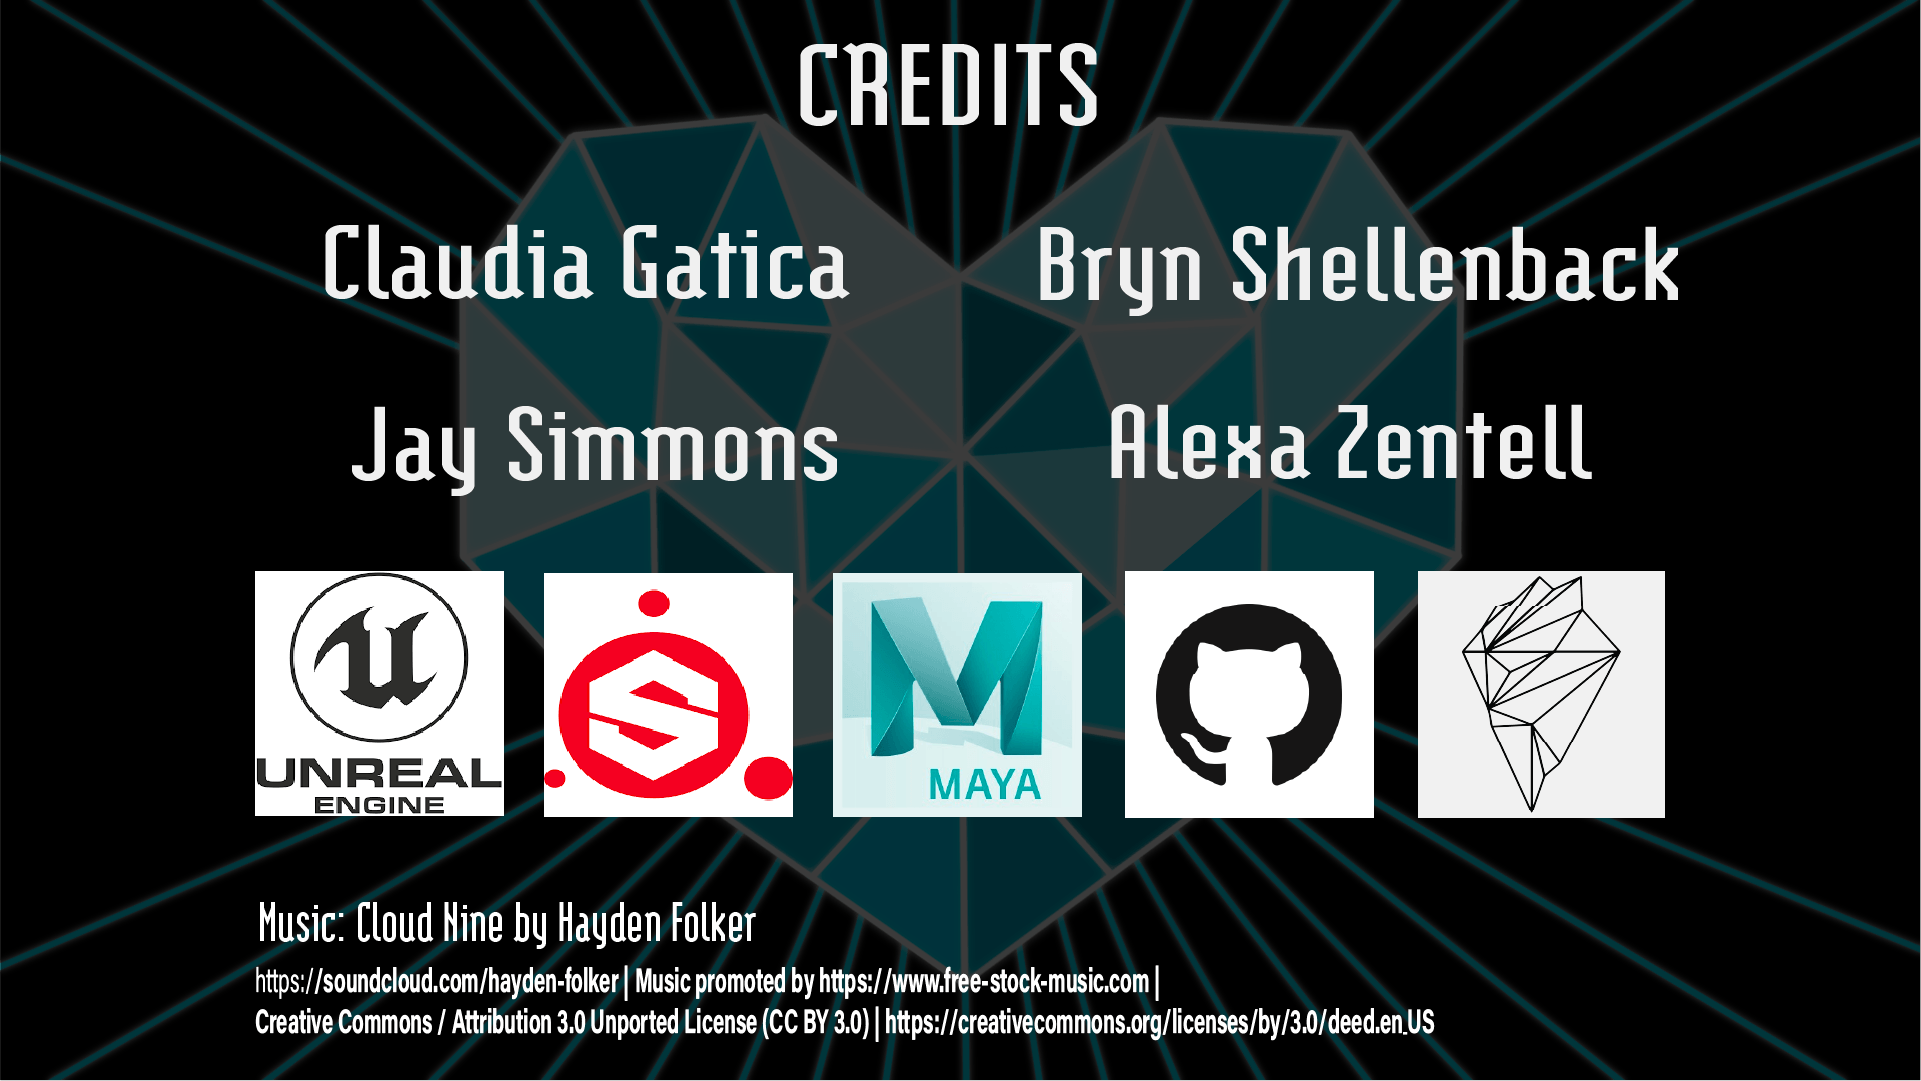 CREDITS
Claudia Gatica
Bryn Shellenback
Jay Simmons
Alexa Zentell
UNREAL
ENGINE
MAYA
Music: Cloud Nine by Hayden Folker
https://soundcloud.com/hayden-folker | Music promoted by https://www.free-stock-music.com |
Creative Commons / Attribution 3.0 Unported License (CC BY 3.0) | https://creativecommons.org/licenses/by/3.0/deed.en_US